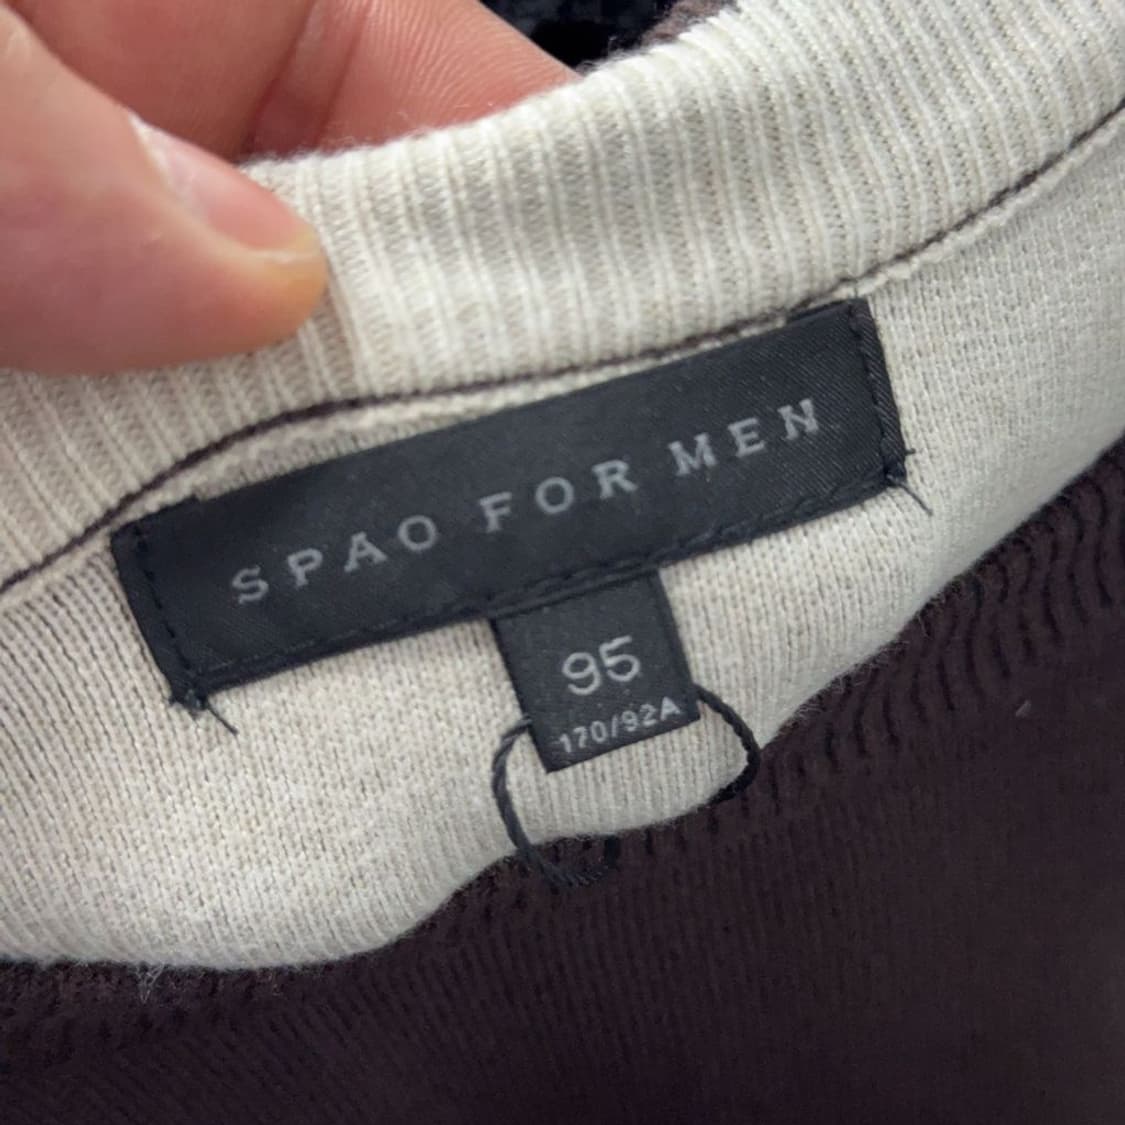 SPAO FOR MEN
95
170/92A